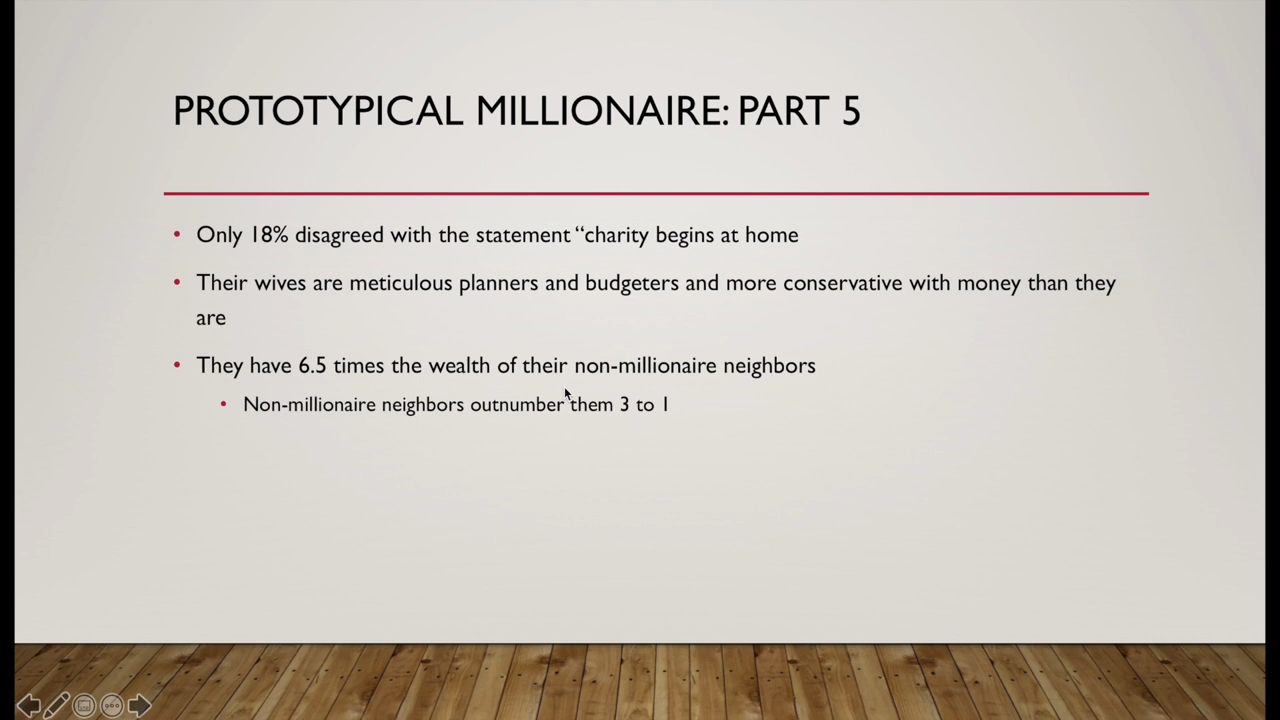 PROTOTYPICAL MILLIONAIRE: PART 5
• Only 18% disagreed with the statement “charity begins at home
• Their wives are meticulous planners and budgeters and more conservative with money than they
are
• They have 6.5 times the wealth of their non-millionaire neighbors
• Non-millionaire neighbors outnumber them 3 to 1